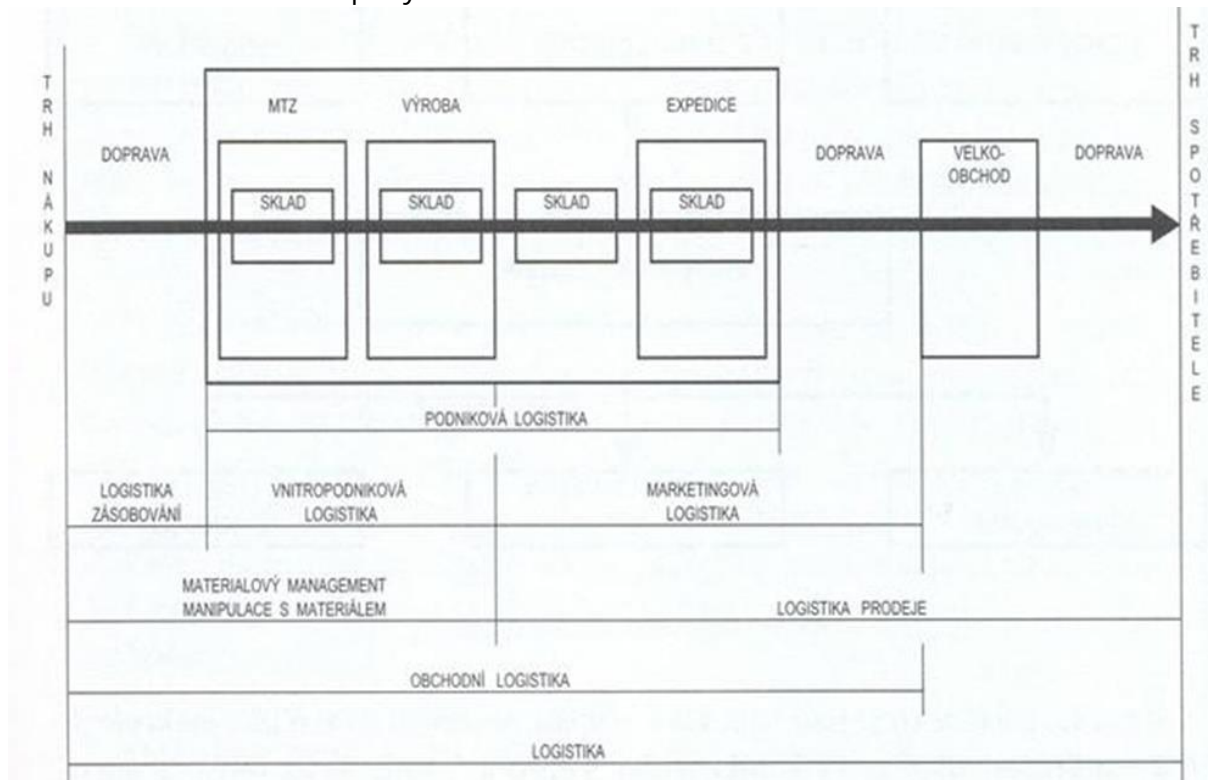 TRH NÁKUPU
TRH SPOTŘEBITELE
MTZ
VÝROBA
EXPEDICE
DOPRAVA
DOPRAVA
VELKO-
OBCHOD
DOPRAVA
SKLAD
SKLAD
SKLAD
SKLAD
PODNIKOVÁ LOGISTIKA
LOGISTIKA
ZÁSOBOVÁNÍ
VNITROPODNIKOVÁ
LOGISTIKA
MARKETINGOVÁ
LOGISTIKA
MATERIALOVÝ MANAGEMENT
MANIPULACE S MATERIÁLEM
LOGISTIKA PRODEJE
OBCHODNÍ LOGISTIKA
LOGISTIKA